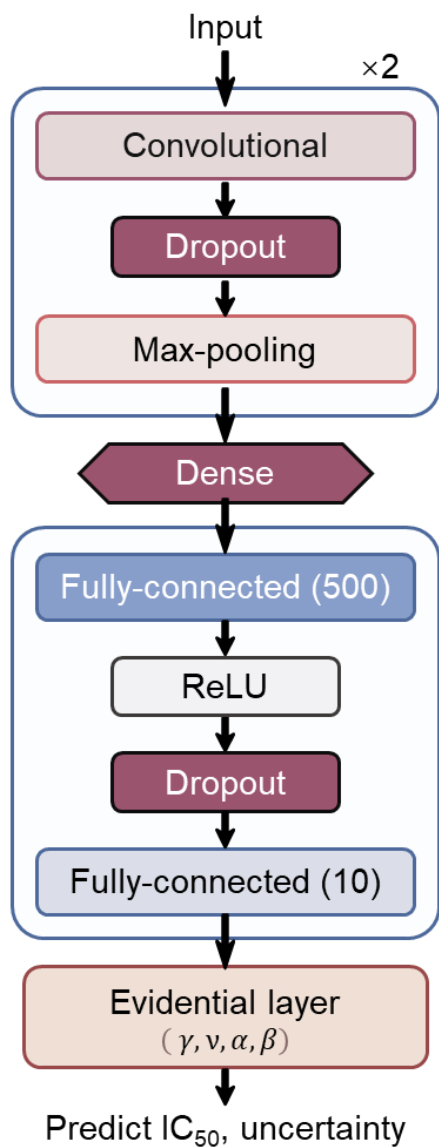 Input
×2
Convolutional
Dropout
Max-pooling
Dense
Fully-connected (500)
ReLU
Dropout
Fully-connected (10)
Evidential layer
( γ, ν, α, β )
Predict IC₅₀, uncertainty